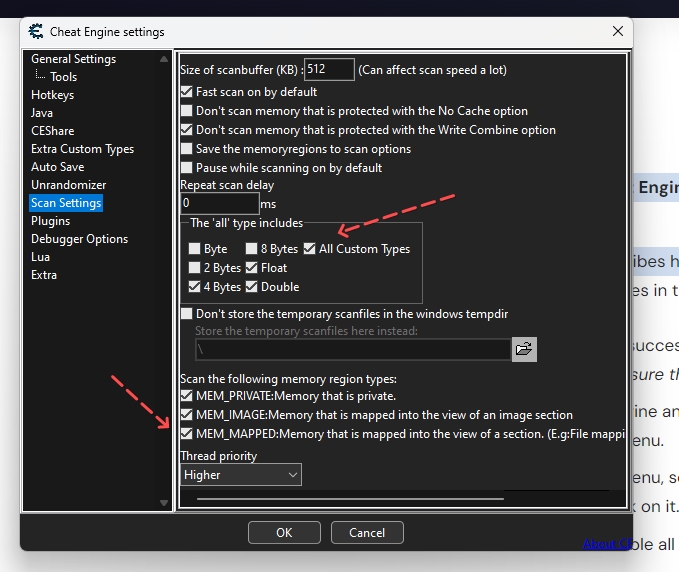 Cheat Engine settings
General Settings
Tools
Hotkeys
Java
CEShare
Extra Custom Types
Auto Save
Unrandomizer
Scan Settings
Plugins
Debugger Options
Lua
Extra
Size of scanbuffer (KB) : 512 (Can affect scan speed a lot)
Fast scan on by default
Don't scan memory that is protected with the No Cache option
Don't scan memory that is protected with the Write Combine option
Save the memoryregions to scan options
Pause while scanning on by default
Repeat scan delay
0 ms
The 'all' type includes
Byte 8 Bytes All Custom Types
2 Bytes Float
4 Bytes Double
Don't store the temporary scanfiles in the windows tempdir
Store the temporary scanfiles here instead:
\
Scan the following memory region types:
MEM_PRIVATE:Memory that is private.
MEM_IMAGE:Memory that is mapped into the view of an image section
MEM_MAPPED:Memory that is mapped into the view of a section. (E.g:File mappi
Thread priority
Higher
OK Cancel
Engin
ibes h
es in t
succes
sure th
ine an
enu.
enu, s
k on it.
About C
ble all